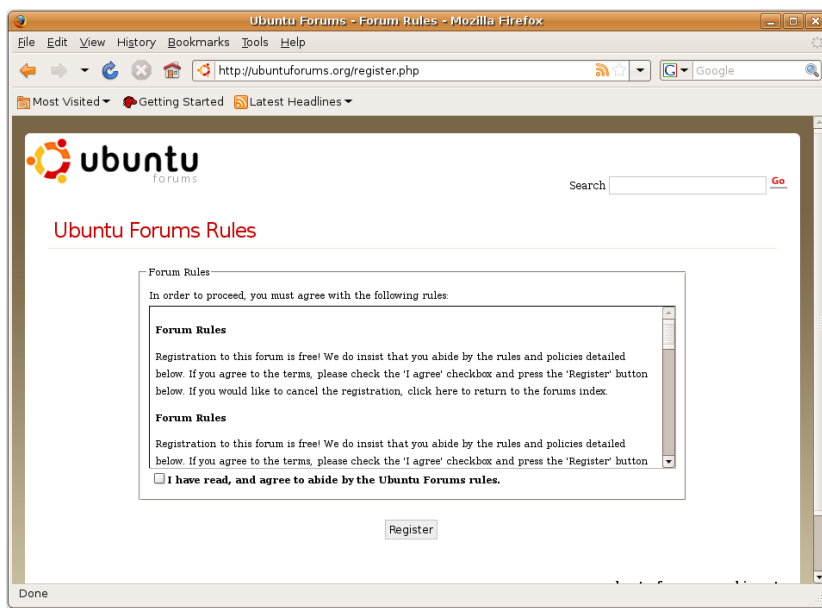 Ubuntu Forums - Forum Rules - Mozilla Firefox
File Edit View History Bookmarks Tools Help
http://ubuntuforums.org/register.php
G Google
Most Visited Getting Started Latest Headlines
ubuntu
forums
Search Go
Ubuntu Forums Rules
Forum Rules
In order to proceed, you must agree with the following rules:
Forum Rules
Registration to this forum is free! We do insist that you abide by the rules and policies detailed
below. If you agree to the terms, please check the 'I agree' checkbox and press the 'Register' button
below. If you would like to cancel the registration, click here to return to the forums index.
Forum Rules
Registration to this forum is free! We do insist that you abide by the rules and policies detailed
below. If you agree to the terms, please check the 'I agree' checkbox and press the 'Register' button
I have read, and agree to abide by the Ubuntu Forums rules.
Register
Done